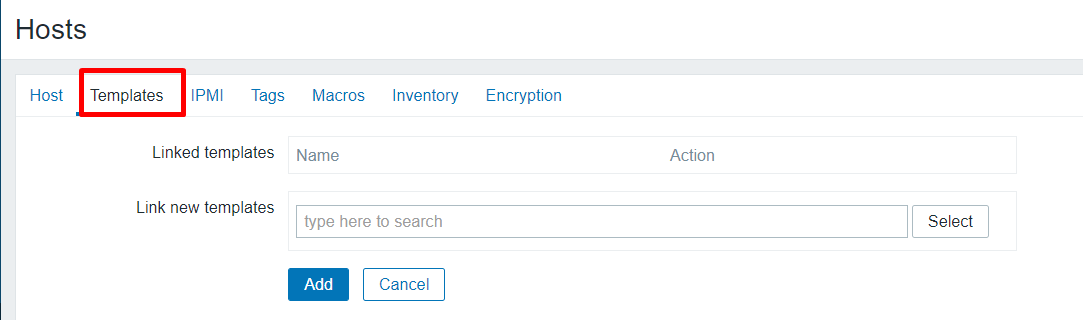 Hosts
Host Templates IPMI Tags Macros Inventory Encryption
Linked templates Name Action
Link new templates type here to search Select
Add Cancel